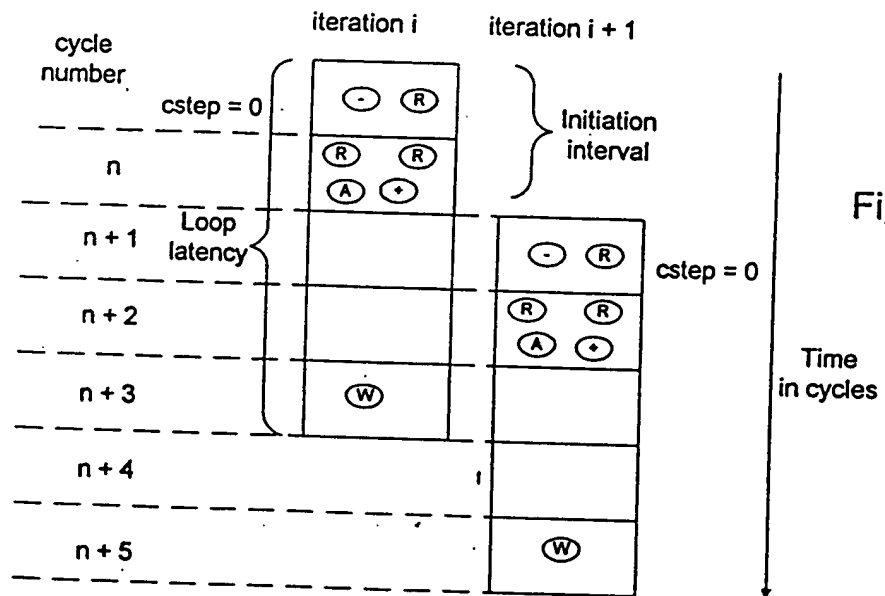 iteration i
iteration i + 1
cycle
number
cstep = 0
- R
Initiation
interval
n
R R
A +
Loop
latency
n + 1
- R
cstep = 0
n + 2
R R
A +
Time
in cycles
n + 3
W
n + 4
n + 5
W